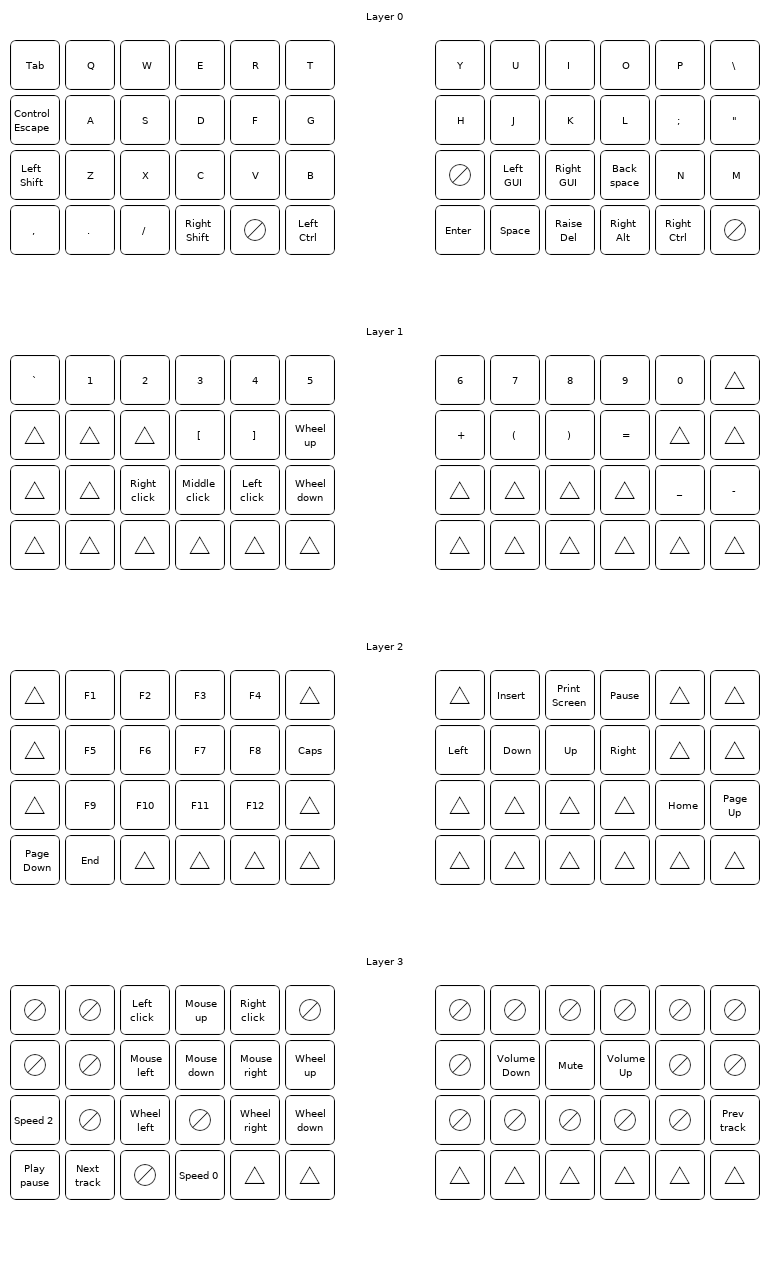 Layer 0
Tab Q W E R T Y U I O P \
Control
Escape A S D F G H J K L ; "
Left
Shift Z X C V B Left
GUI Right
GUI Back
space N M
, . / Right
Shift Left
Ctrl Enter Space Raise
Del Right
Alt Right
Ctrl
Layer 1
` 1 2 3 4 5 6 7 8 9 0
[ ] Wheel
up + ( ) =
Right
click Middle
click Left
click Wheel
down _ -
Layer 2
F1 F2 F3 F4 Insert Print
Screen Pause
F5 F6 F7 F8 Caps Left Down Up Right
F9 F10 F11 F12 Home Page
Up
Page
Down End
Layer 3
Left
click Mouse
up Right
click
Mouse
left Mouse
down Mouse
right Wheel
up Volume
Down Mute Volume
Up
Speed 2 Wheel
left Wheel
right Wheel
down Prev
track
Play
pause Next
track Speed 0